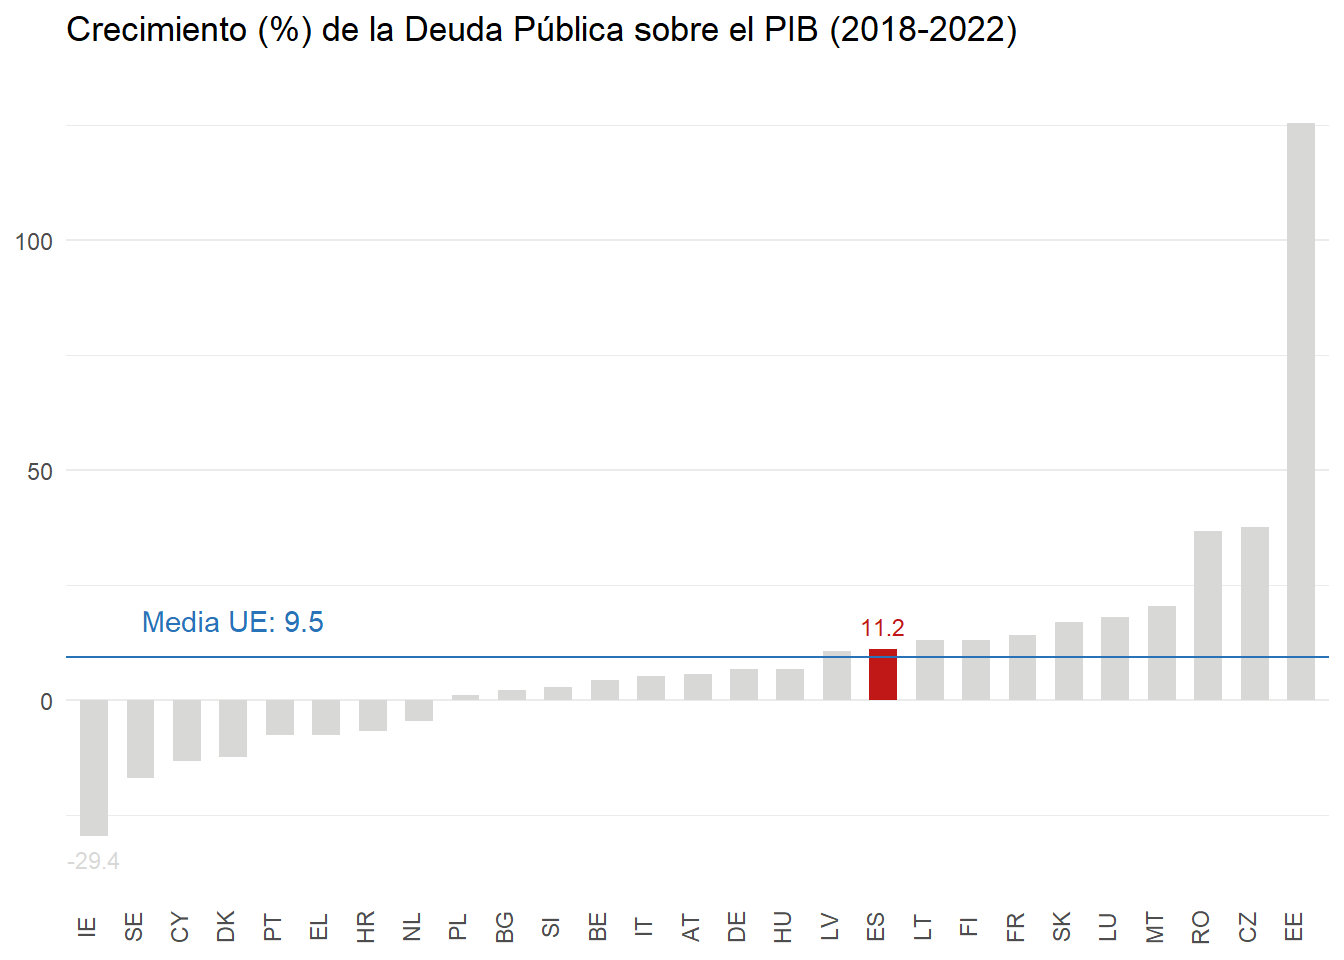 Crecimiento (%) de la Deuda Pública sobre el PIB (2018-2022)
100
50
Media UE: 9.5
11.2
0
-29.4
IE SE CY DK PT EL HR NL PL BG SI BE IT AT DE HU LV ES LT FI FR SK LU MT RO CZ EE